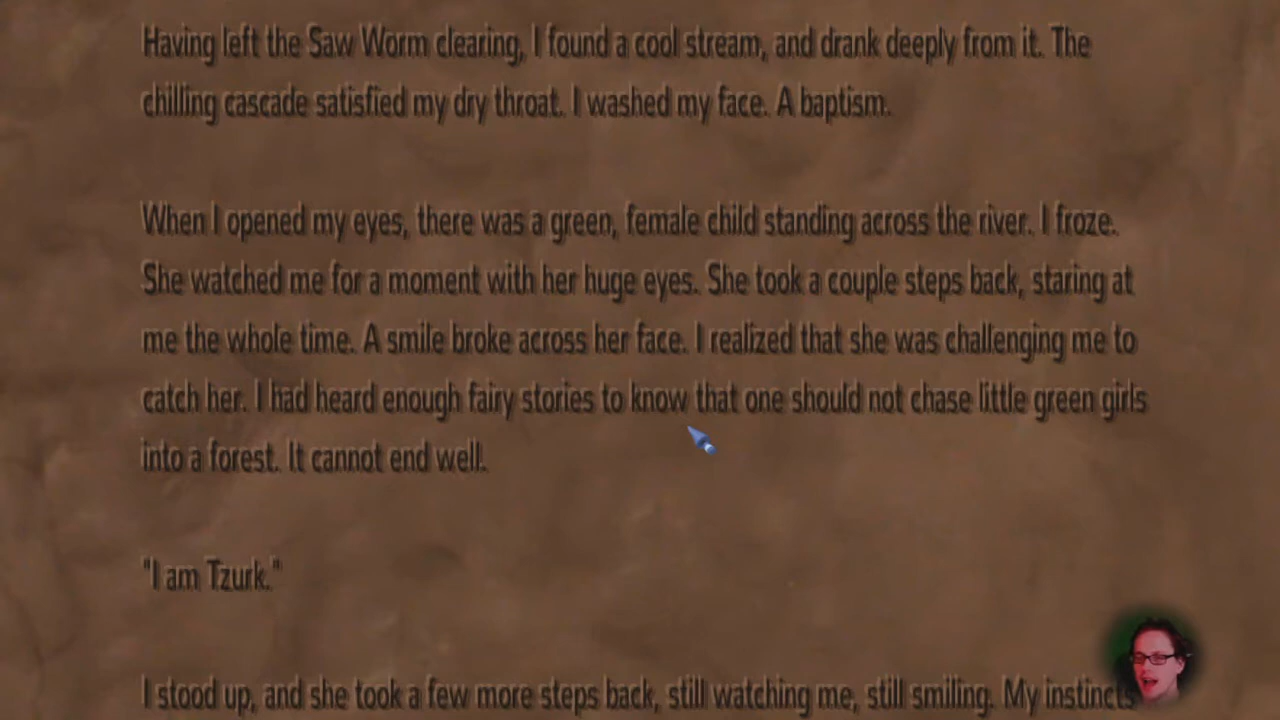 Having left the Saw Worm clearing, I found a cool stream, and drank deeply from it. The
chilling cascade satisfied my dry throat. I washed my face. A baptism.
When I opened my eyes, there was a green, female child standing across the river. I froze.
She watched me for a moment with her huge eyes. She took a couple steps back, staring at
me the whole time. A smile broke across her face. I realized that she was challenging me to
catch her. I had heard enough fairy stories to know that one should not chase little green girls
into a forest. It cannot end well.
"I am Tzurk."
I stood up, and she took a few more steps back, still watching me, still smiling. My instincts